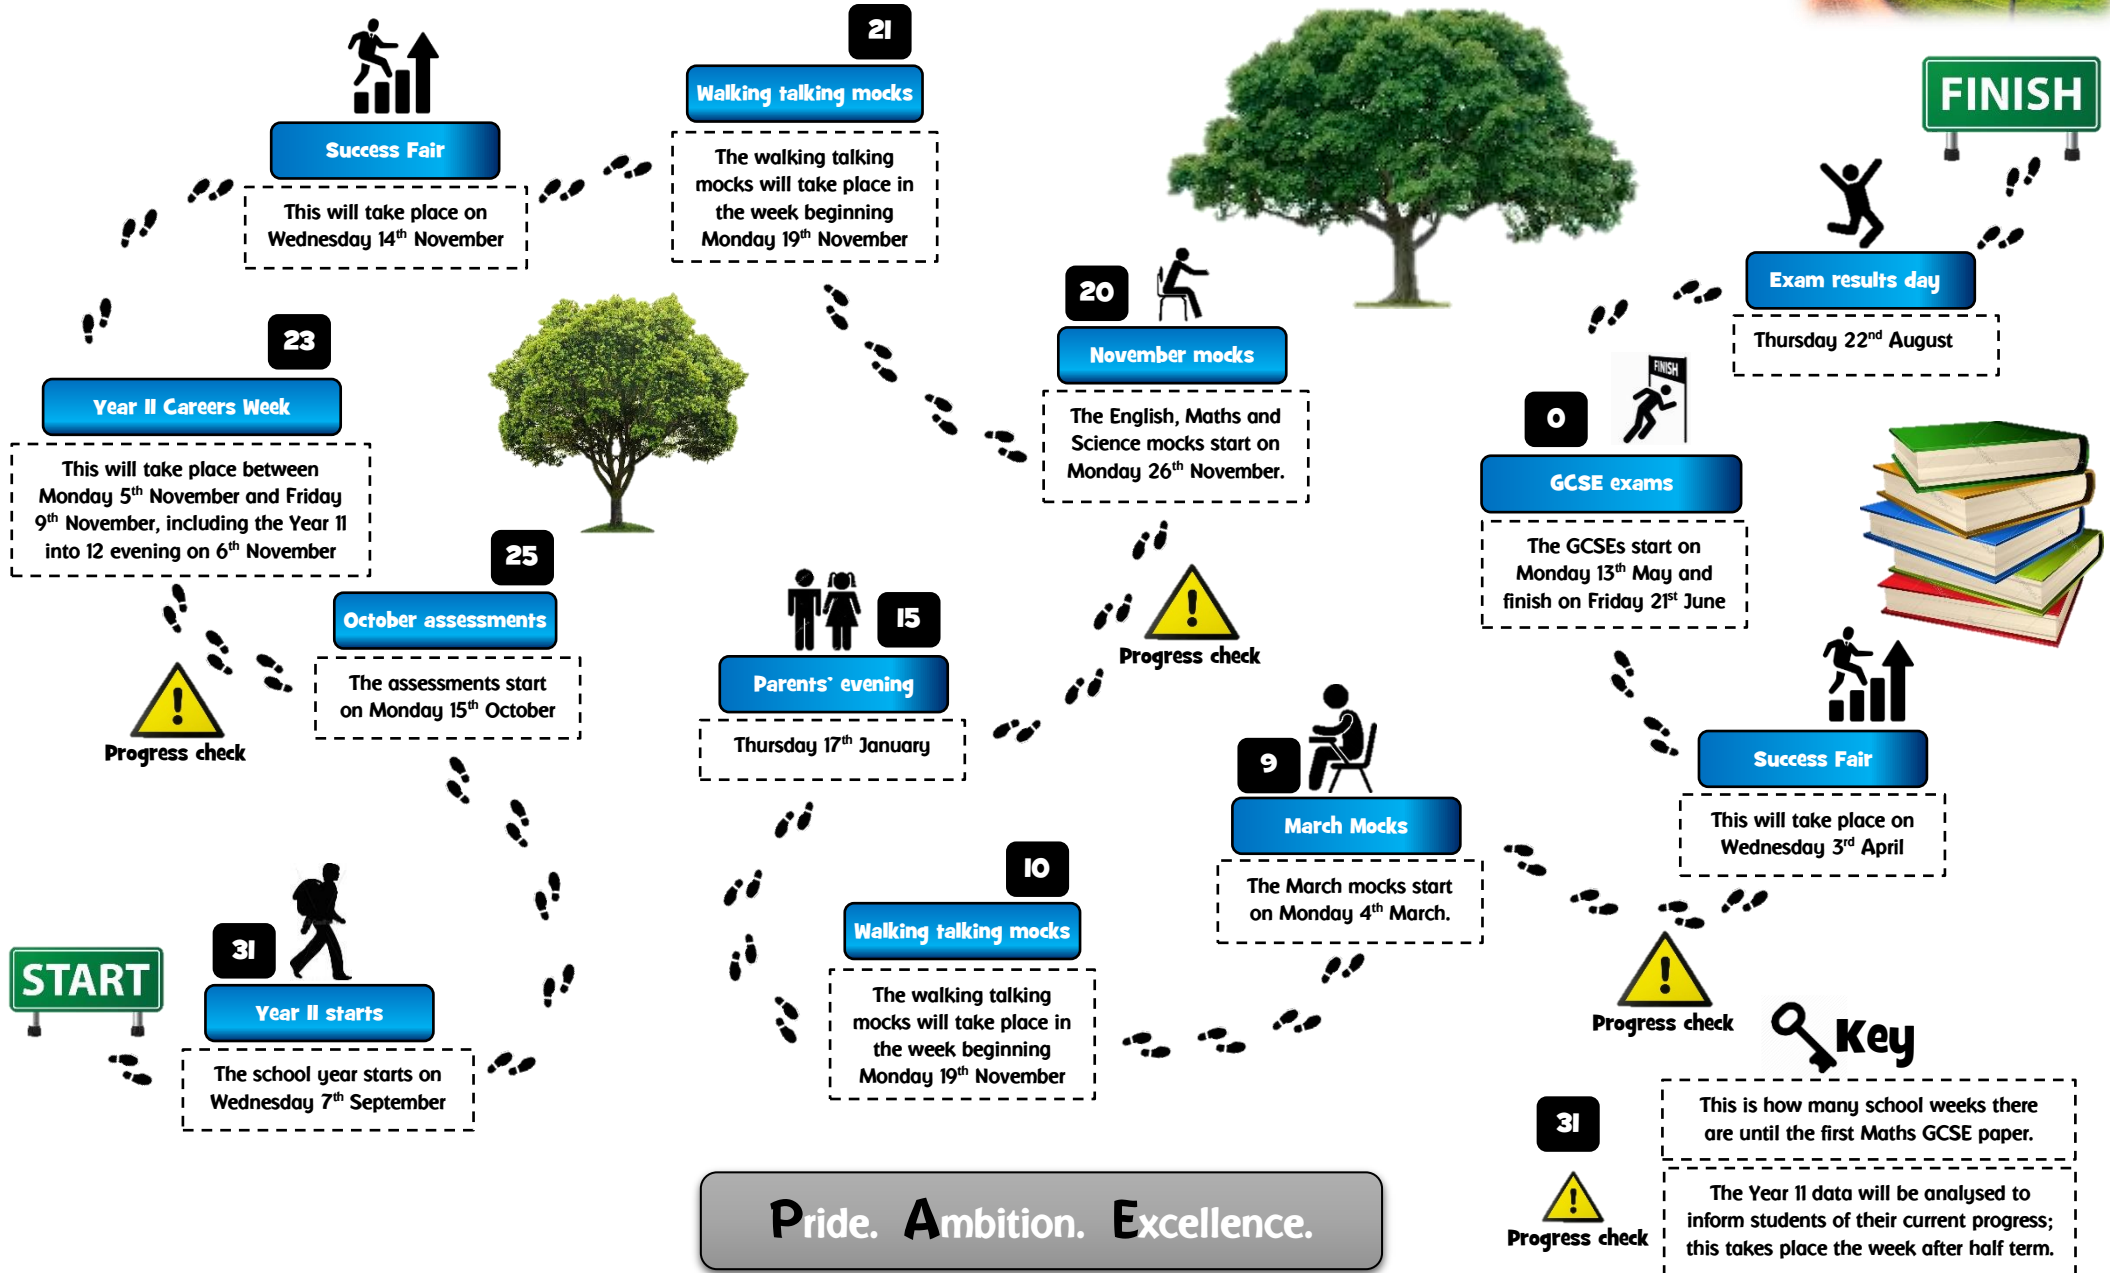 START
31
Year 11 starts
The school year starts on
Wednesday 7th September
25
October assessments
The assessments start
on Monday 15th October
Progress check
23
Year 11 Careers Week
This will take place between
Monday 5th November and Friday
9th November, including the Year 11
into 12 evening on 6th November
Success Fair
This will take place on
Wednesday 14th November
21
Walking talking mocks
The walking talking
mocks will take place in
the week beginning
Monday 19th November
20
November mocks
The English, Maths and
Science mocks start on
Monday 26th November.
Progress check
15
Parents' evening
Thursday 17th January
10
Walking talking mocks
The walking talking
mocks will take place in
the week beginning
Monday 19th November
9
March Mocks
The March mocks start
on Monday 4th March.
Progress check
Success Fair
This will take place on
Wednesday 3rd April
0
FINISH
GCSE exams
The GCSEs start on
Monday 13th May and
finish on Friday 21st June
Exam results day
Thursday 22nd August
FINISH
Key
31
This is how many school weeks there
are until the first Maths GCSE paper.
Progress check
The Year 11 data will be analysed to
inform students of their current progress;
this takes place the week after half term.
Pride. Ambition. Excellence.